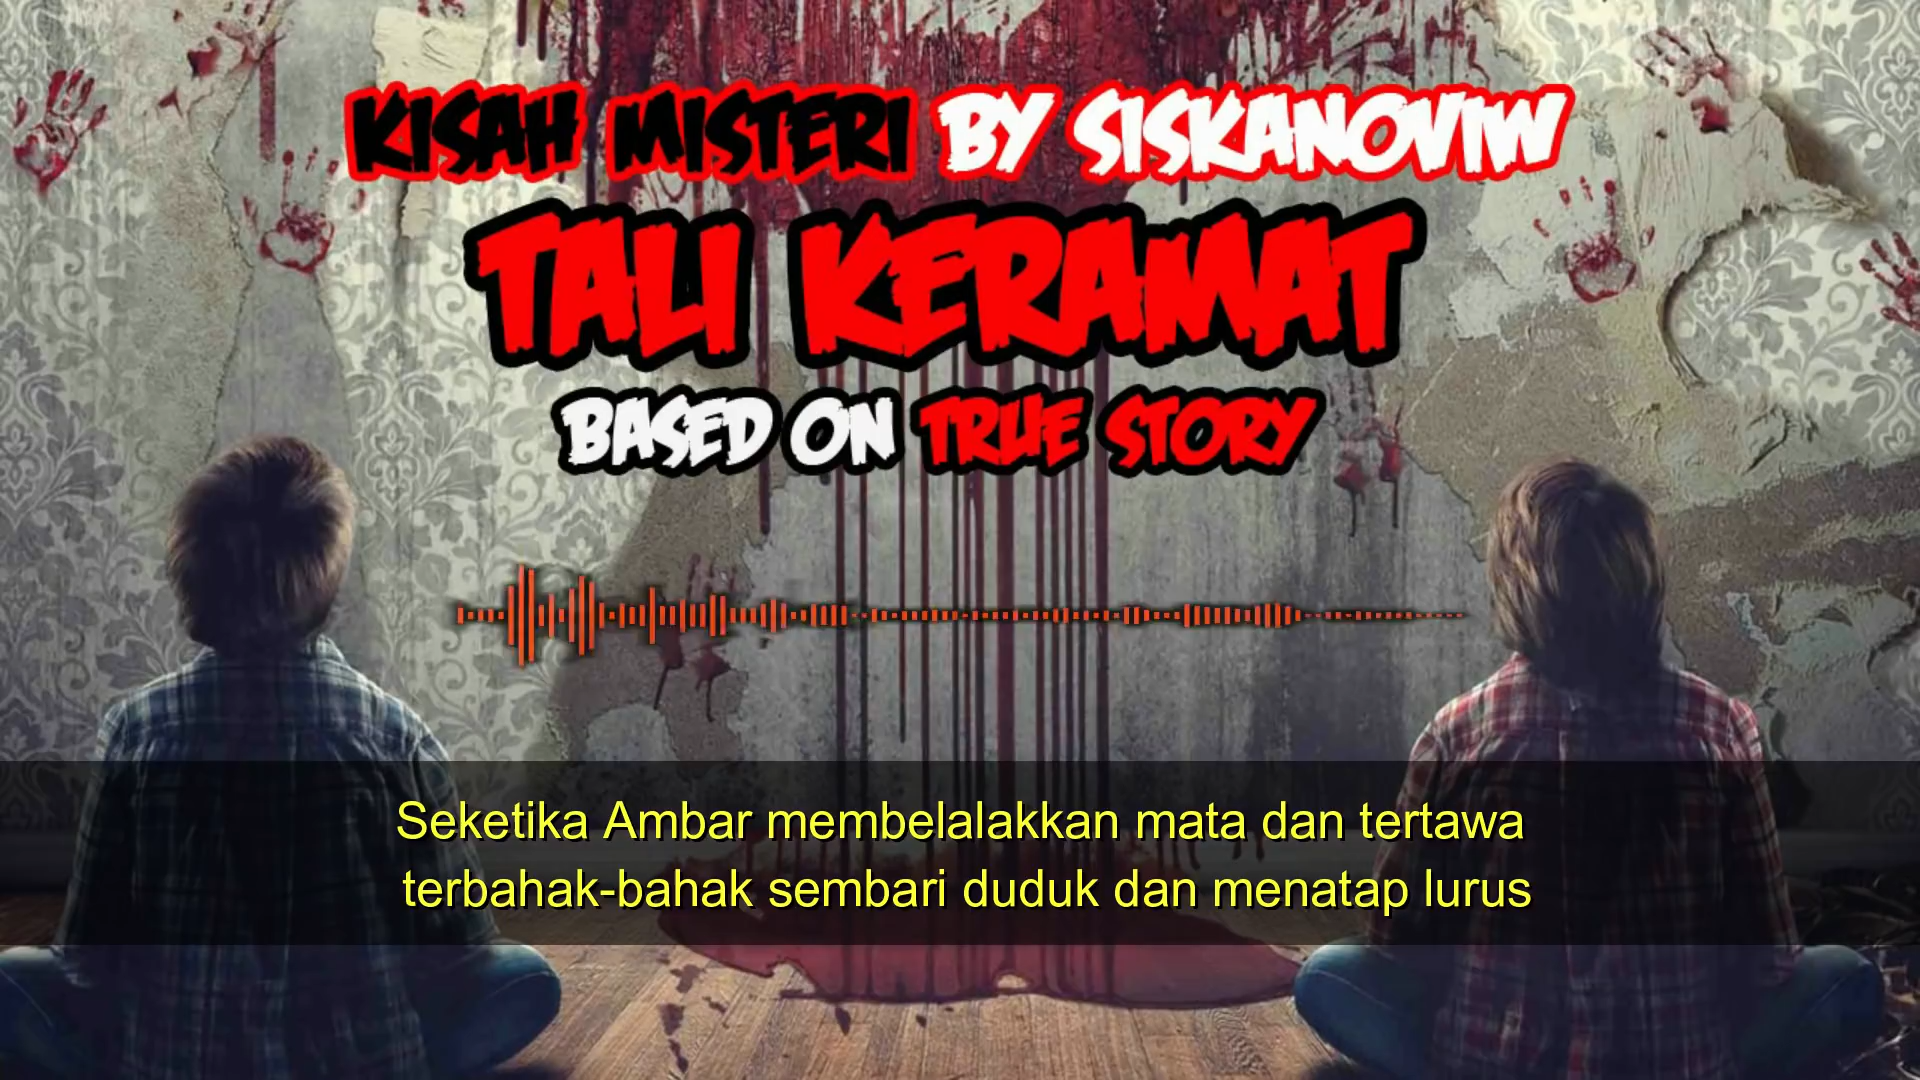 KISAH MISTERI BY SISKANOVIW
TALI KERAMAT
BASED ON TRUE STORY
Seketika Ambar membelalakkan mata dan tertawa
terbahak-bahak sembari duduk dan menatap lurus